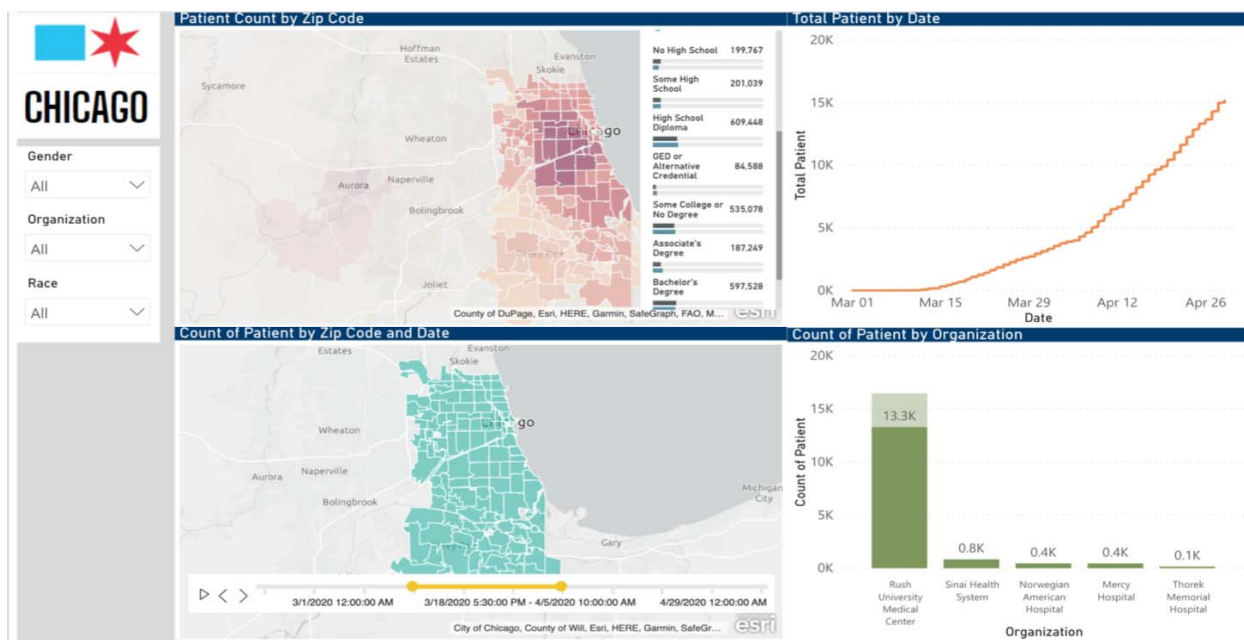 CHICAGO
Gender
All
Organization
All
Race
All
Patient Count by Zip Code
Hoffman
Estates
Evanston
Skokie
Sycamore
Chicago
Wheaton
Aurora
Naperville
Bolingbrook
Joliet
County of DuPage, Esri, HERE, Garmin, SafeGraph, FAO, M...
esri
No High School 199,767
Some High
School 201,039
High School
Diploma 609,448
GED or
Alternative
Credential 84,588
Some College or
No Degree 535,078
Associate's
Degree 187,249
Bachelor's
Degree 597,528
Total Patient by Date
20K
15K
10K
5K
0K
Total Patient
Mar 01 Mar 15 Mar 29 Apr 12 Apr 26
Date
Count of Patient by Zip Code and Date
Estates
Evanston
Skokie
Chicago
Wheaton
Aurora
Naperville
Bolingbrook
Michigan
City
Gary
3/1/2020 12:00:00 AM 3/18/2020 5:30:00 PM - 4/5/2020 10:00:00 AM 4/29/2020 12:00:00 AM
City of Chicago, County of Will, Esri, HERE, Garmin, SafeGr...
esri
Count of Patient by Organization
20K
15K
10K
5K
0K
Count of Patient
13.3K
0.8K
0.4K
0.4K
0.1K
Rush
University
Medical
Center
Sinai Health
System
Norwegian
American
Hospital
Mercy
Hospital
Thorek
Memorial
Hospital
Organization